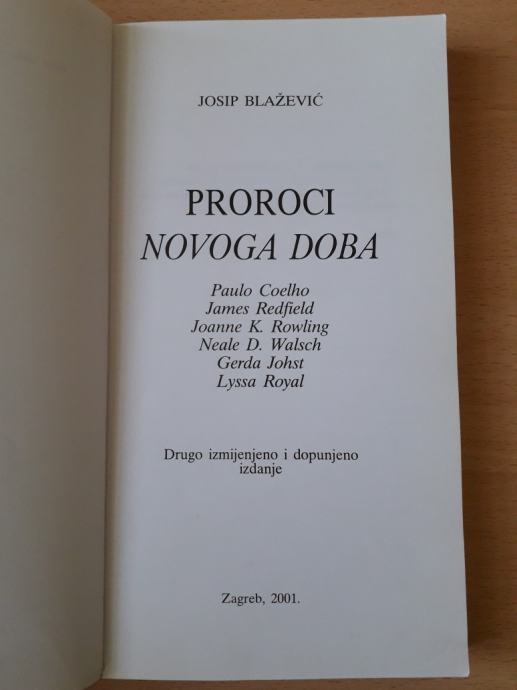 JOSIP BLAŽEVIĆ
PROROCI
NOVOGA DOBA
Paulo Coelho
James Redfield
Joanne K. Rowling
Neale D. Walsch
Gerda Johst
Lyssa Royal
Drugo izmijenjeno i dopunjeno
izdanje
Zagreb, 2001.